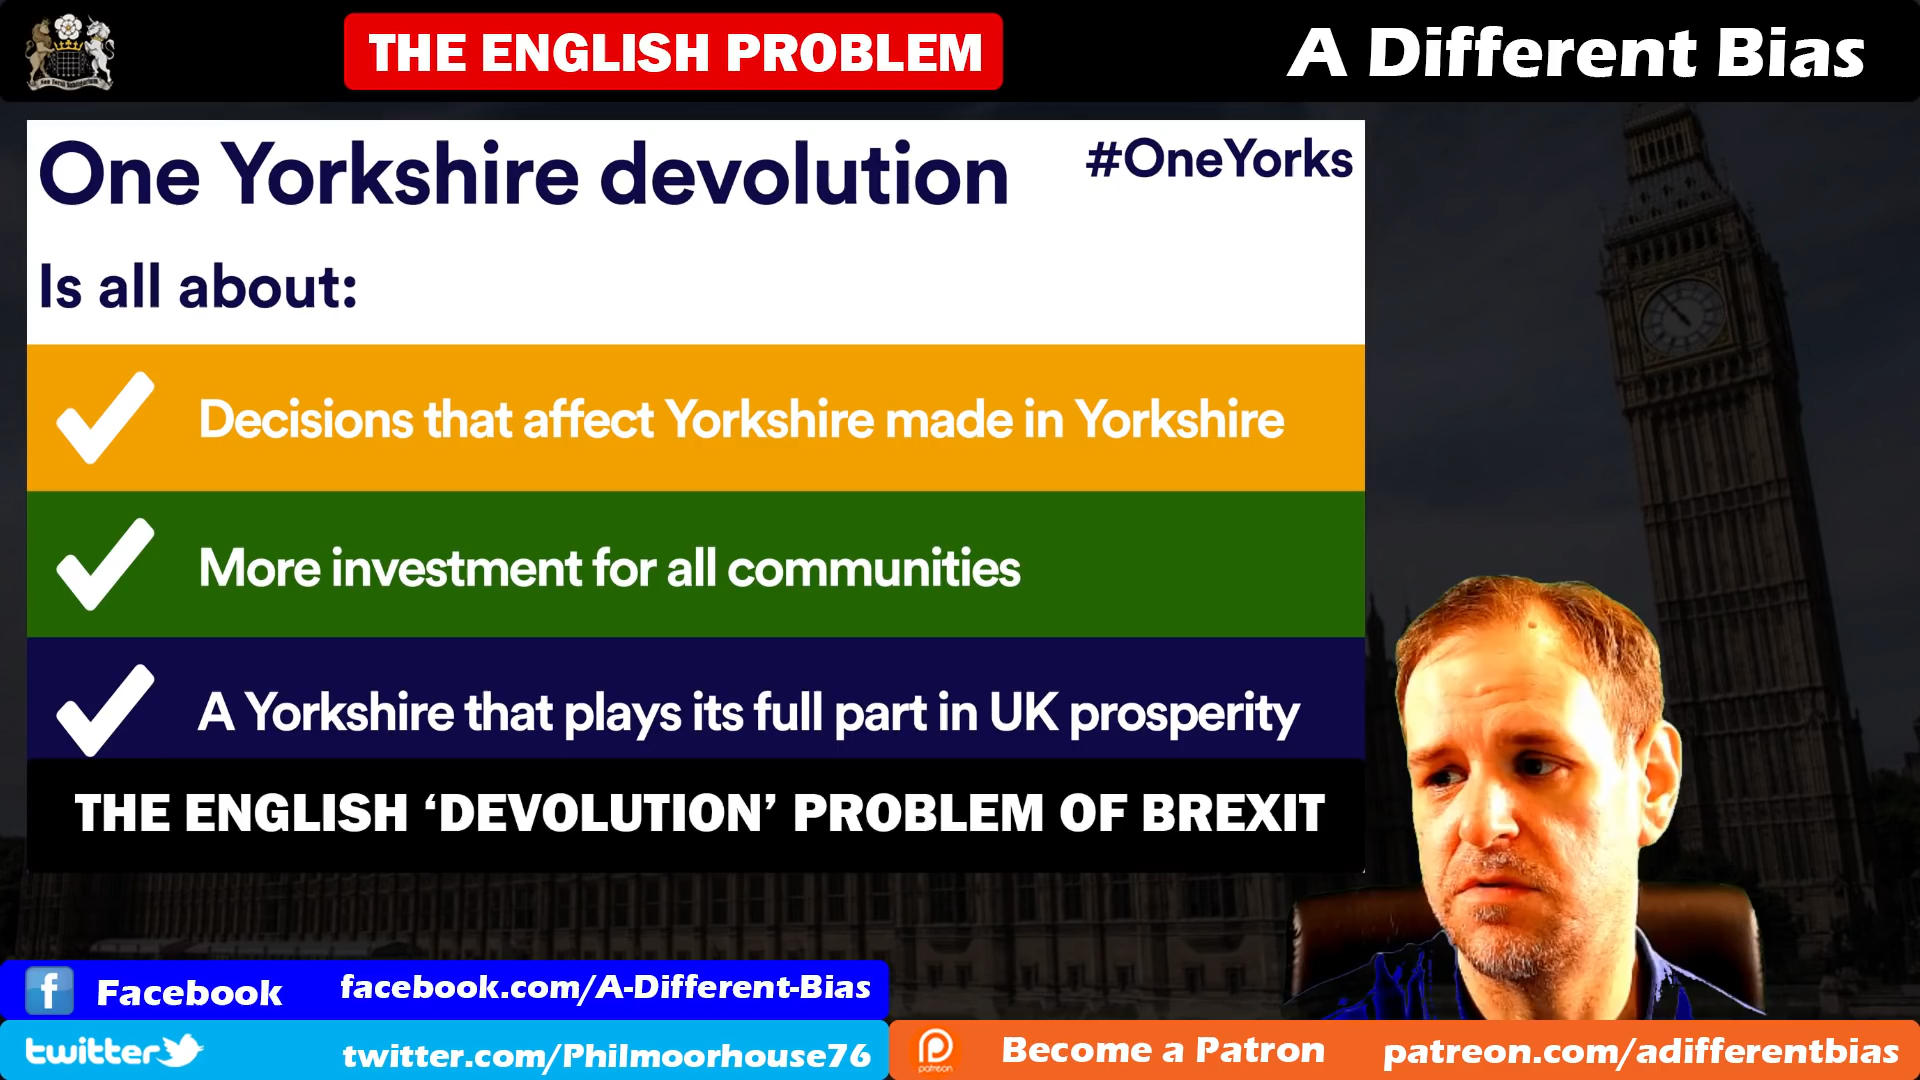 THE ENGLISH PROBLEM
A Different Bias
One Yorkshire devolution
#OneYorks
Is all about:
Decisions that affect Yorkshire made in Yorkshire
More investment for all communities
A Yorkshire that plays its full part in UK prosperity
THE ENGLISH ‘DEVOLUTION’ PROBLEM OF BREXIT
f Facebook
facebook.com/A-Different-Bias
twitter
twitter.com/Philmoorhouse76
patreon
Become a Patron
patreon.com/adifferentbias